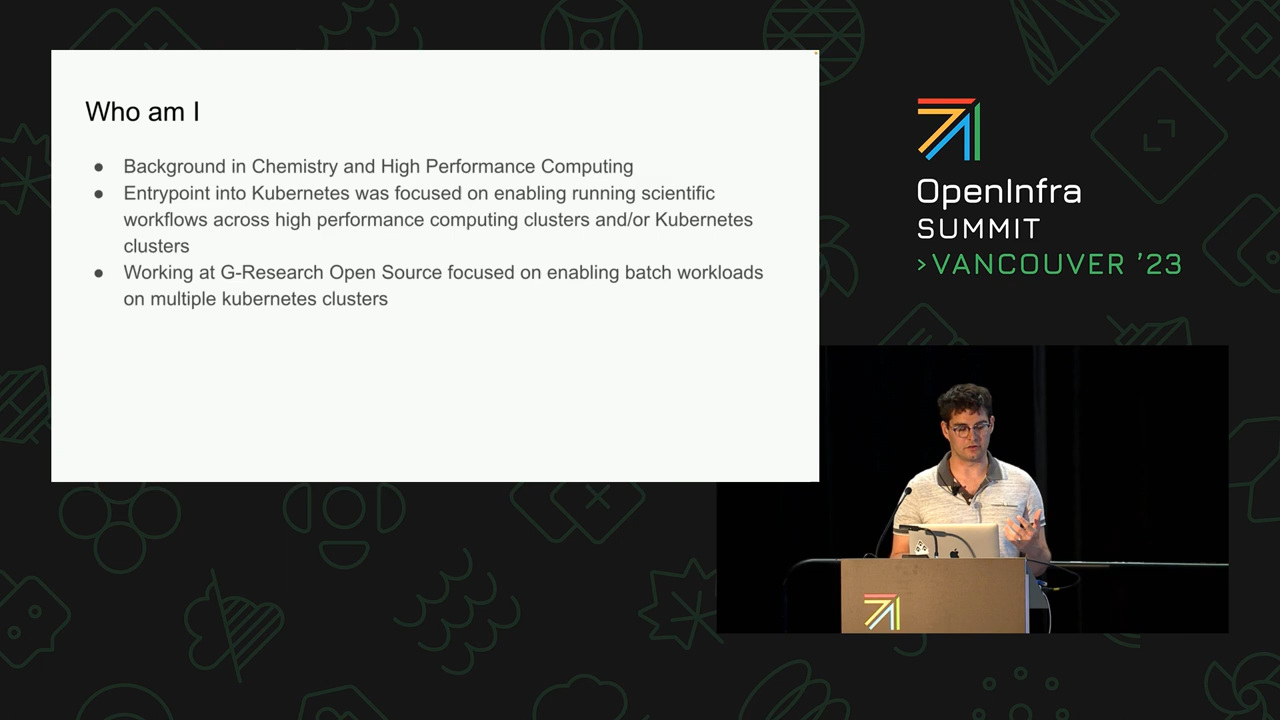 Who am I
● Background in Chemistry and High Performance Computing
● Entrypoint into Kubernetes was focused on enabling running scientific
workflows across high performance computing clusters and/or Kubernetes
clusters
● Working at G-Research Open Source focused on enabling batch workloads
on multiple kubernetes clusters
OpenInfra
SUMMIT
>VANCOUVER ’23